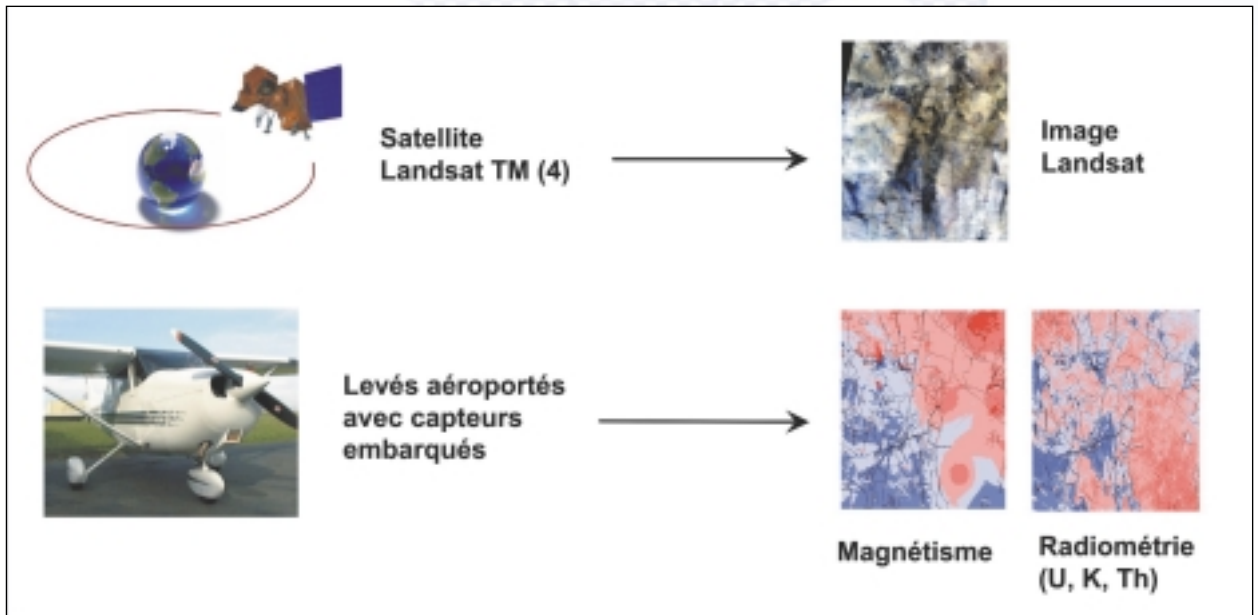 Satellite
Landsat TM (4)
Image
Landsat
Levés aéroportés
avec capteurs
embarqués
Magnétisme
Radiométrie
(U, K, Th)